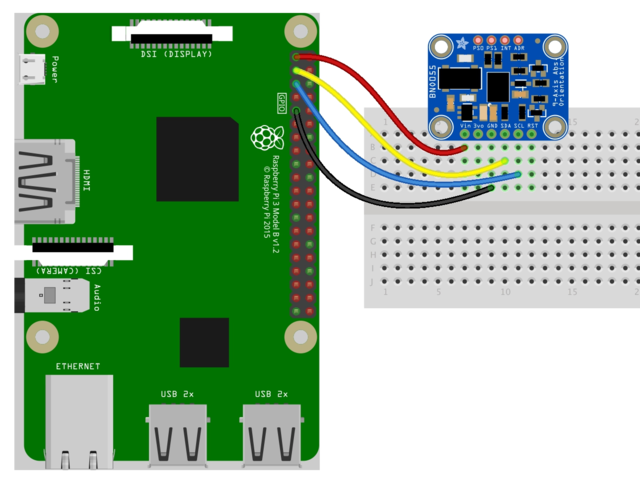 DSI (DISPLAY)
Power
HDMI
GPIO
Raspberry Pi 3 Model B v1.2
© Raspberry Pi 2015
CSI (CAMERA)
Audio
ETHERNET
USB 2x
USB 2x
PS0 PS1 INT ADR
BNO055
9-Axis Abs.
Orientation
Vin 3vo GND SDA SCL RST
1
15
B
C
D
E
F
G
H
I
J
1
5
10
15